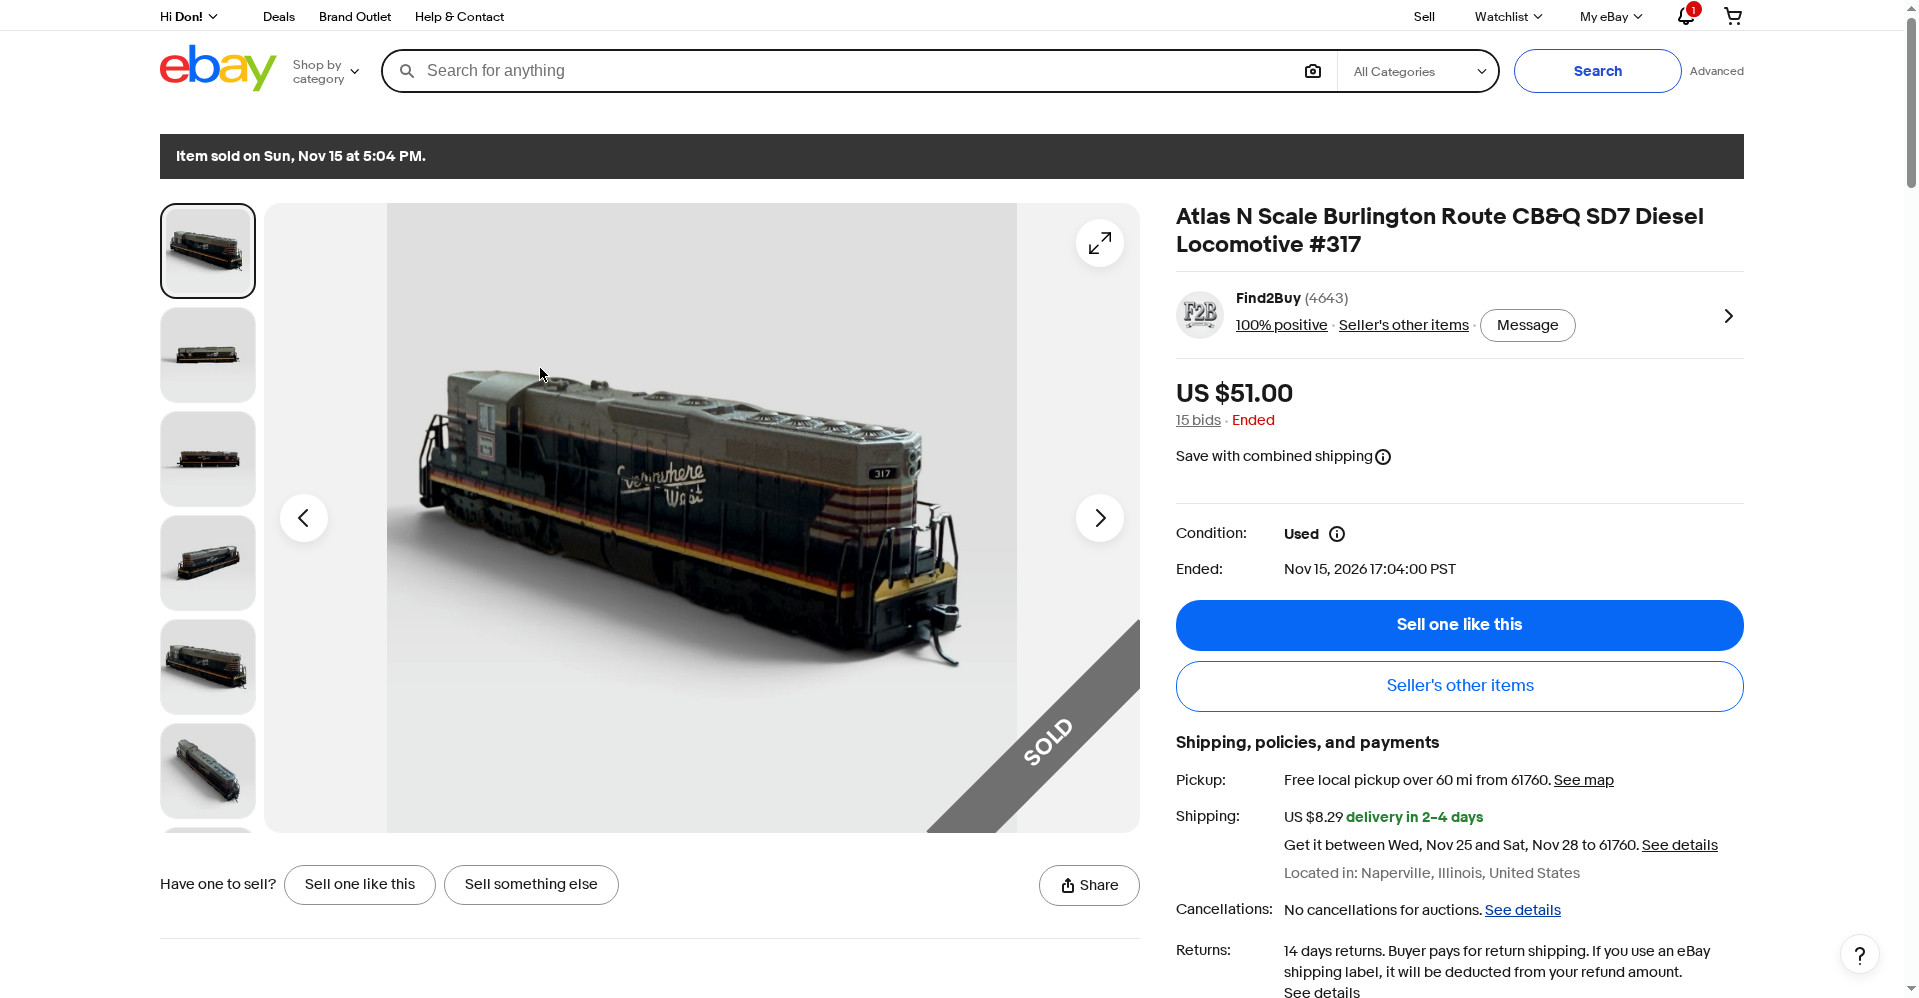 Hi Don!
Deals
Brand Outlet
Help & Contact
Sell
Watchlist
My eBay
1
ebay
Shop by
category
Search for anything
All Categories
Search
Advanced
Item sold on Sun, Nov 15 at 5:04 PM.
317
West
SOLD
Have one to sell?
Sell one like this
Sell something else
Share
Atlas N Scale Burlington Route CB&Q SD7 Diesel
Locomotive #317
F2B
Find2Buy (4643)
100% positive · Seller's other items · Message
US $51.00
15 bids · Ended
Save with combined shipping
Condition: Used
Ended: Nov 15, 2026 17:04:00 PST
Sell one like this
Seller's other items
Shipping, policies, and payments
Pickup: Free local pickup over 60 mi from 61760. See map
Shipping: US $8.29 delivery in 2–4 days
Get it between Wed, Nov 25 and Sat, Nov 28 to 61760. See details
Located in: Naperville, Illinois, United States
Cancellations: No cancellations for auctions. See details
Returns: 14 days returns. Buyer pays for return shipping. If you use an eBay
shipping label, it will be deducted from your refund amount.
See details
?